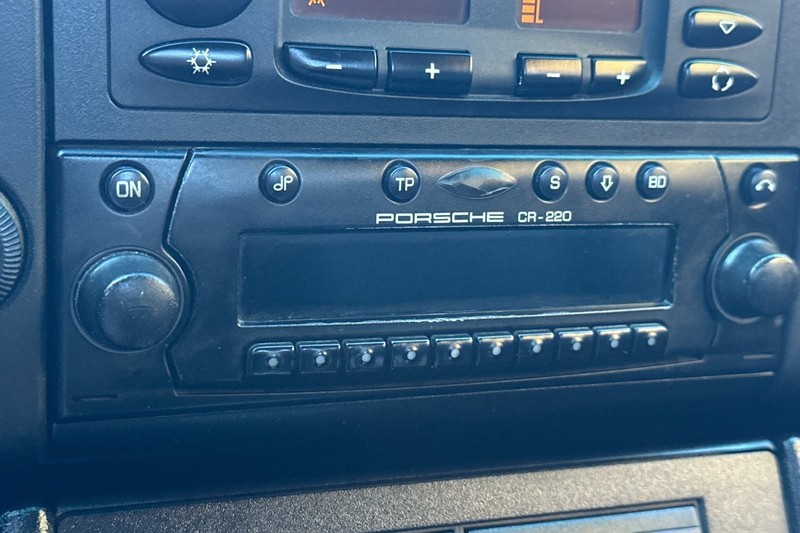 - + - +
ON TP S BD
PORSCHE CR-220